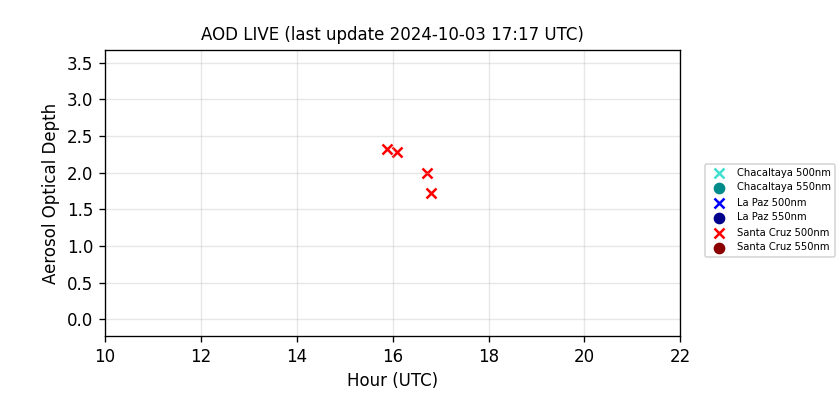 AOD LIVE (last update 2024-10-03 17:17 UTC)
3.5
3.0
2.5
2.0
1.5
1.0
0.5
0.0
Aerosol Optical Depth
10 12 14 16 18 20 22
Hour (UTC)
Chacaltaya 500nm
Chacaltaya 550nm
La Paz 500nm
La Paz 550nm
Santa Cruz 500nm
Santa Cruz 550nm